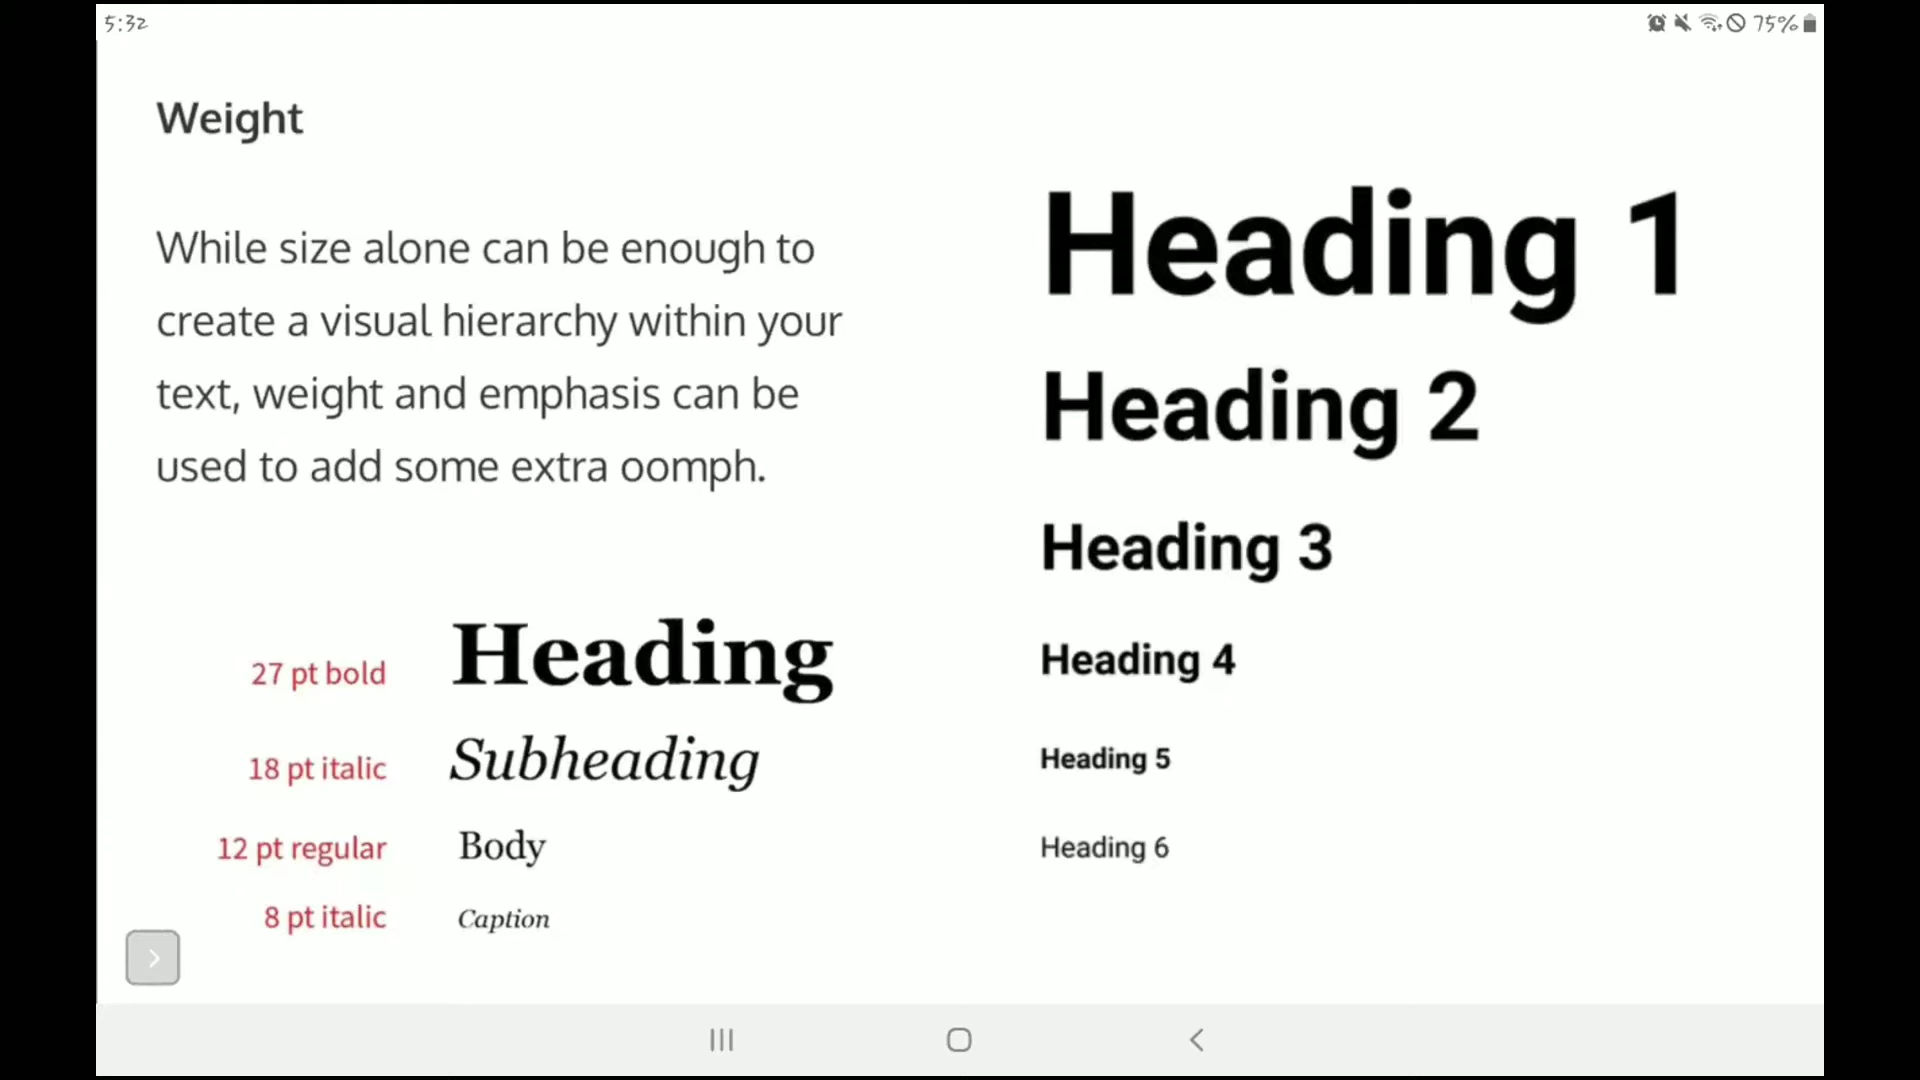 5:32
75%
Weight
While size alone can be enough to
create a visual hierarchy within your
text, weight and emphasis can be
used to add some extra oomph.
27 pt bold Heading
18 pt italic Subheading
12 pt regular Body
8 pt italic Caption
Heading 1
Heading 2
Heading 3
Heading 4
Heading 5
Heading 6